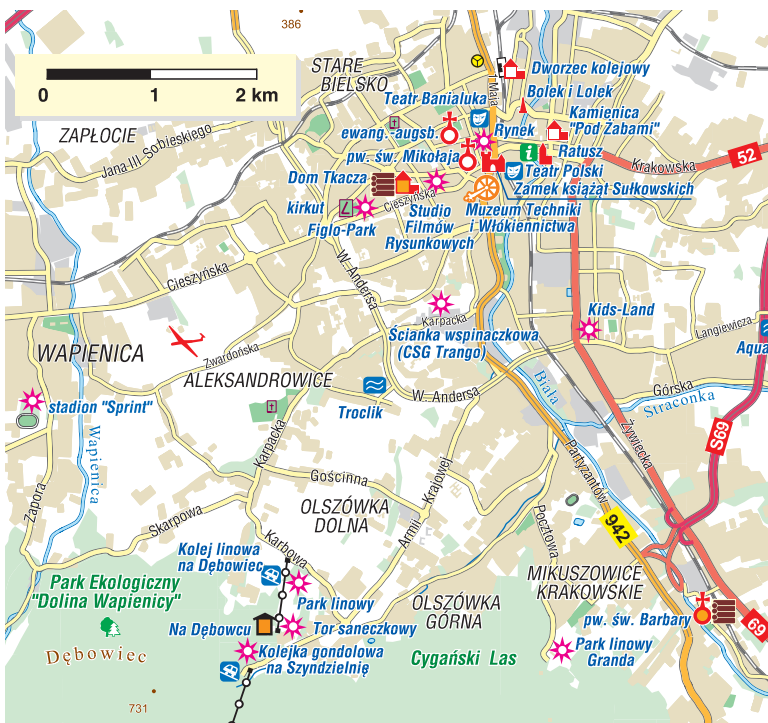 386
STARE
BIELSKO
0 1 2 km
Dworzec kolejowy
3 Maja
Bolek i Lolek
Teatr Banialuka
Kamienica
"Pod Żabami"
ZAPŁOCIE
Jana III. Sobieskiego
ewang.-augsb.
Rynek
pw. św. Mikołaja
Ratusz
52
Krakowska
Dom Tkacza
Teatr Polski
Zamek książąt Sułkowskich
kirkut
Cieszyńska
Figlo-Park
Studio
Filmów
Rysunkowych
Muzeum Techniki
i Włókiennictwa
Cieszyńska
W. Andersa
Karpacka
Kids-Land
Langiewicza
Ścianka wspinaczkowa
(CSG Trango)
Aqua
WAPIENICA
Zwardońska
ALEKSANDROWICE
W. Andersa
Biała
Górska
Straconka
stadion "Sprint"
Troclik
Wapienica
Karpacka
Żywiecka
S69
Partyzantów
Gościnna
Armii Krajowej
Zapora
Skarpowa
OLSZÓWKA
DOLNA
Pocztowa
942
Karbowa
Kolej linowa
na Dębowiec
MIKUSZOWICE
KRAKOWSKIE
Park Ekologiczny
"Dolina Wapienicy"
Park linowy
OLSZÓWKA
GÓRNA
pw. św. Barbary
69
Na Dębowcu
Tor saneczkowy
Dębowiec
Kolejka gondolowa
na Szyndzielnię
Cygański Las
Park linowy
Granda
731